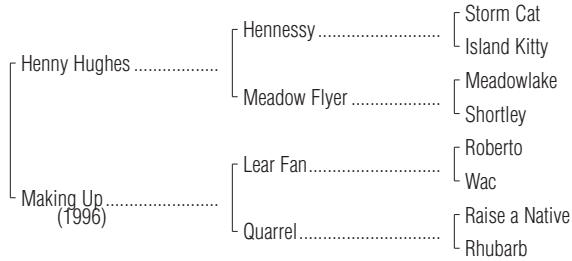 Storm Cat
Hennessy..............................
Island Kitty
Henny Hughes .....................
Meadowlake
Meadow Flyer ......................
Shortley
Roberto
Lear Fan................................
Wac
Making Up............................
(1996)
Raise a Native
Quarrel..................................
Rhubarb